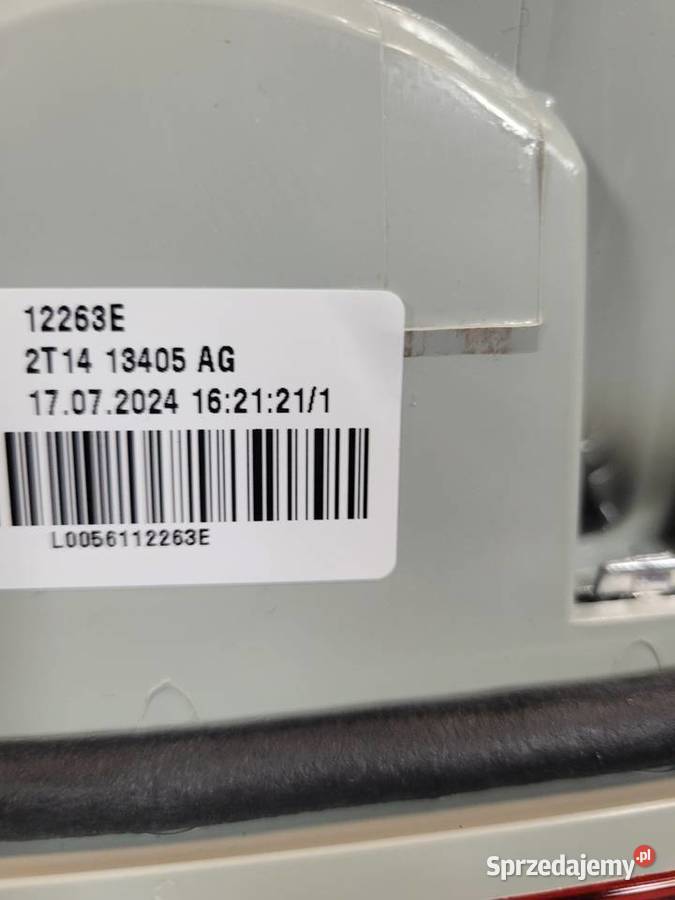 12263E
2T14 13405 AG
17.07.2024 16:21:21/1
L0056112263E
Sprzedajemy.pl